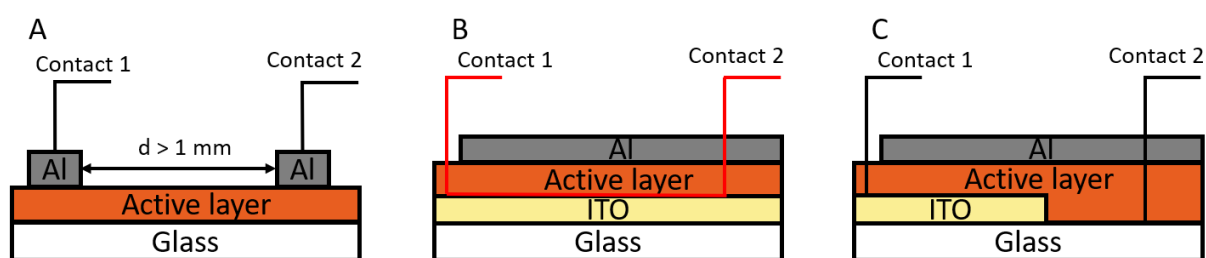 A
Contact 1
Contact 2
d > 1 mm
Al
Al
Active layer
Glass
B
Contact 1
Contact 2
Al
Active layer
ITO
Glass
C
Contact 1
Contact 2
Al
Active layer
ITO
Glass